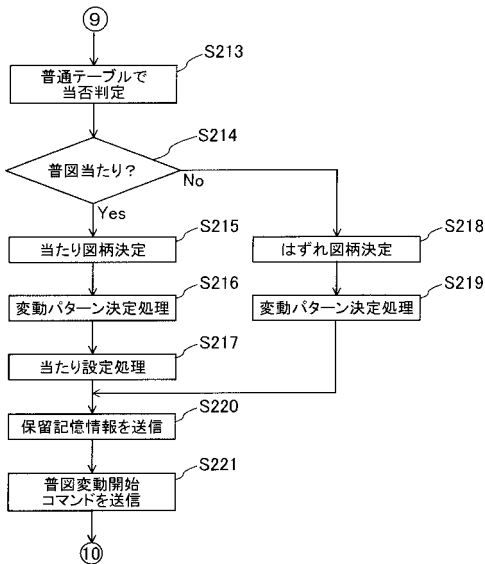 ⑨
S213
普通テーブルで
当否判定
S214
普図当たり?
No
Yes
S215
当たり図柄決定
S218
はずれ図柄決定
S216
変動パターン決定処理
S219
変動パターン決定処理
S217
当たり設定処理
S220
保留記憶情報を送信
S221
普図変動開始
コマンドを送信
⑩